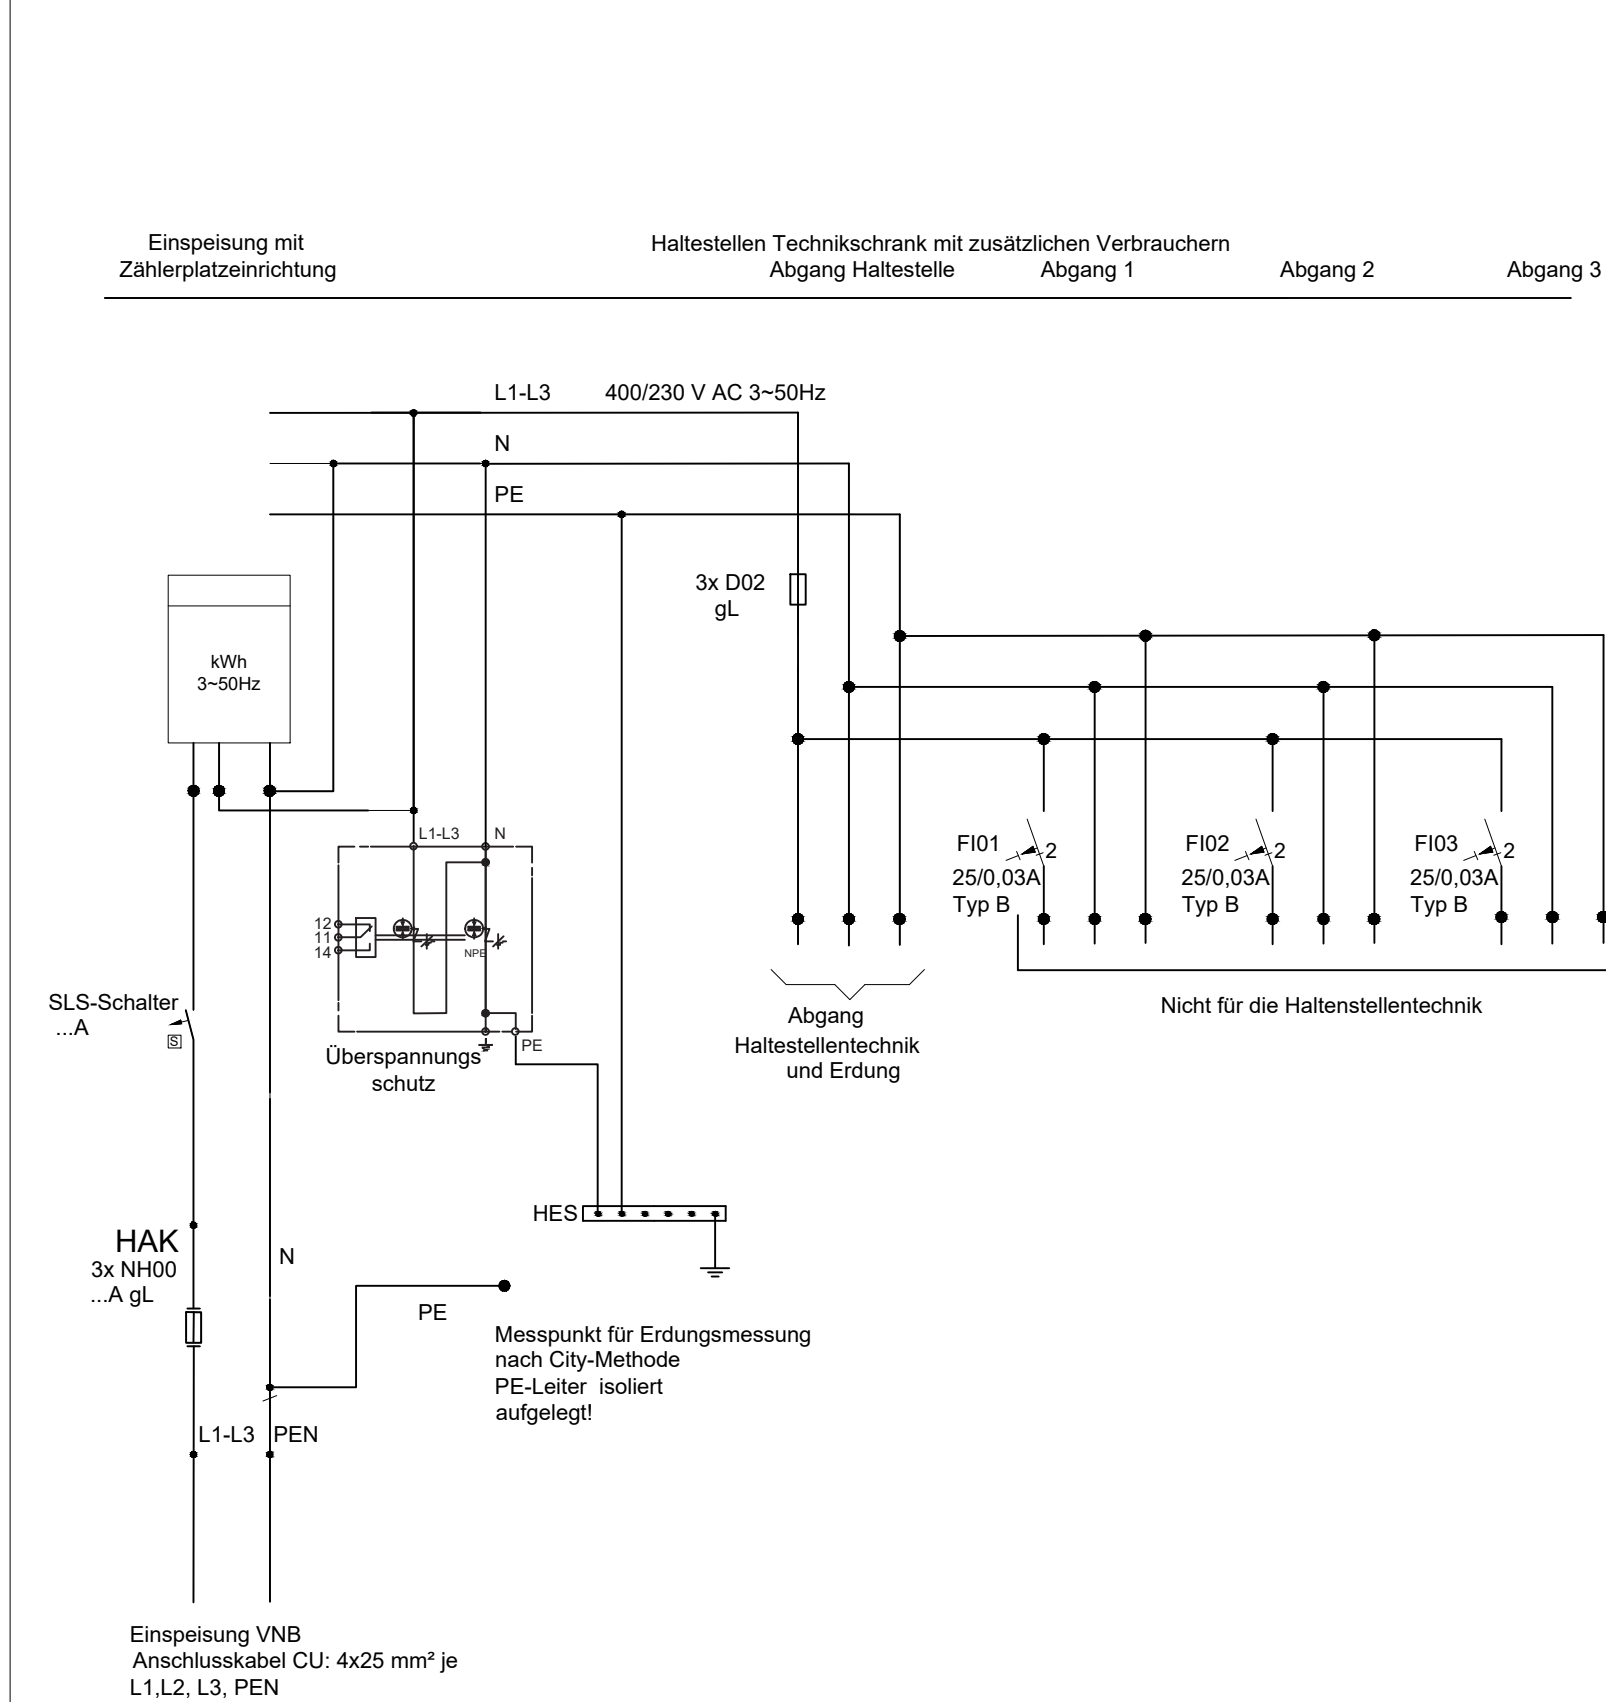 Einspeisung mit
Zählerplatzeinrichtung
Haltestellen Technikschrank mit zusätzlichen Verbrauchern
Abgang Haltestelle
Abgang 1
Abgang 2
Abgang 3
L1-L3
400/230 V AC 3~50Hz
N
PE
3x D02
gL
kWh
3~50Hz
L1-L3
N
12
11
14
NPE
PE
Überspannungs
schutz
FI01
2
25/0,03A
Typ B
FI02
2
25/0,03A
Typ B
FI03
2
25/0,03A
Typ B
SLS-Schalter
...A
S
Abgang
Haltestellentechnik
und Erdung
Nicht für die Haltenstellentechnik
HES
HAK
3x NH00
...A gL
N
PE
Messpunkt für Erdungsmessung
nach City-Methode
PE-Leiter isoliert
aufgelegt!
L1-L3
PEN
Einspeisung VNB
Anschlusskabel CU: 4x25 mm² je
L1,L2, L3, PEN